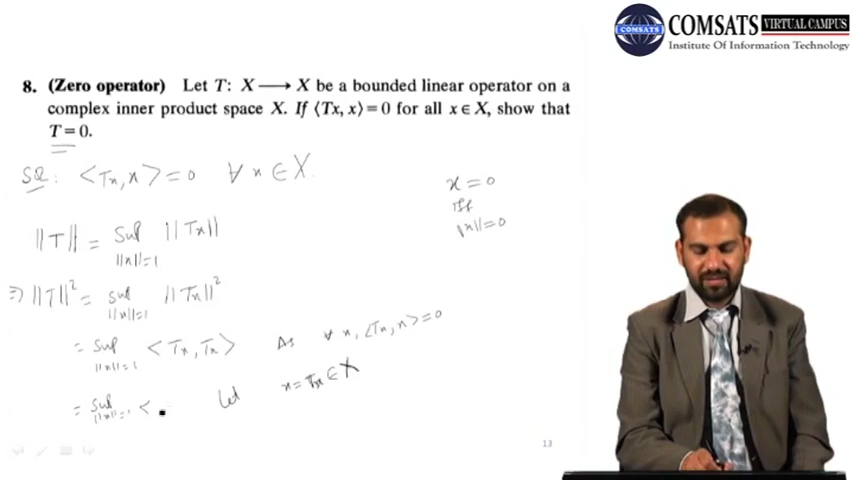 COMSATS VIRTUAL CAMPUS
Institute Of Information Technology
8. (Zero operator) Let T: X ⟶ X be a bounded linear operator on a
complex inner product space X. If ⟨Tx, x⟩ = 0 for all x ∈ X, show that
T = 0.
Sol: < Tx, x > = 0 ∀ x ∈ X.
x = 0
iff
||x|| = 0
||T|| = Sup ||Tx||
||x||=1
⇒ ||T||² = Sup ||Tx||²
||x||=1
= Sup < Tx, Tx > As ∀ x, <Tx, x> = 0
||x||=1
= Sup < Let x = Tx ∈ X
||x||=1
13